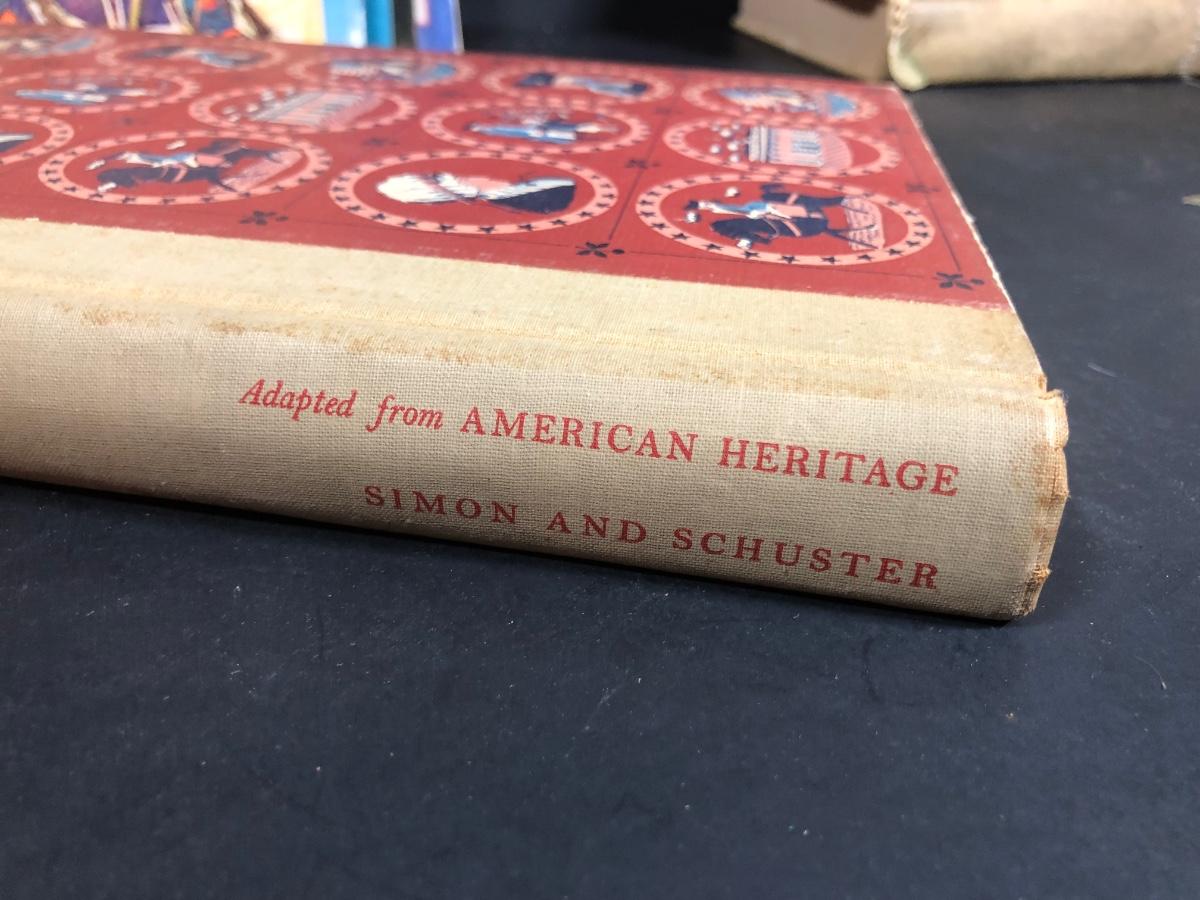 Adapted from AMERICAN HERITAGE
SIMON AND SCHUSTER